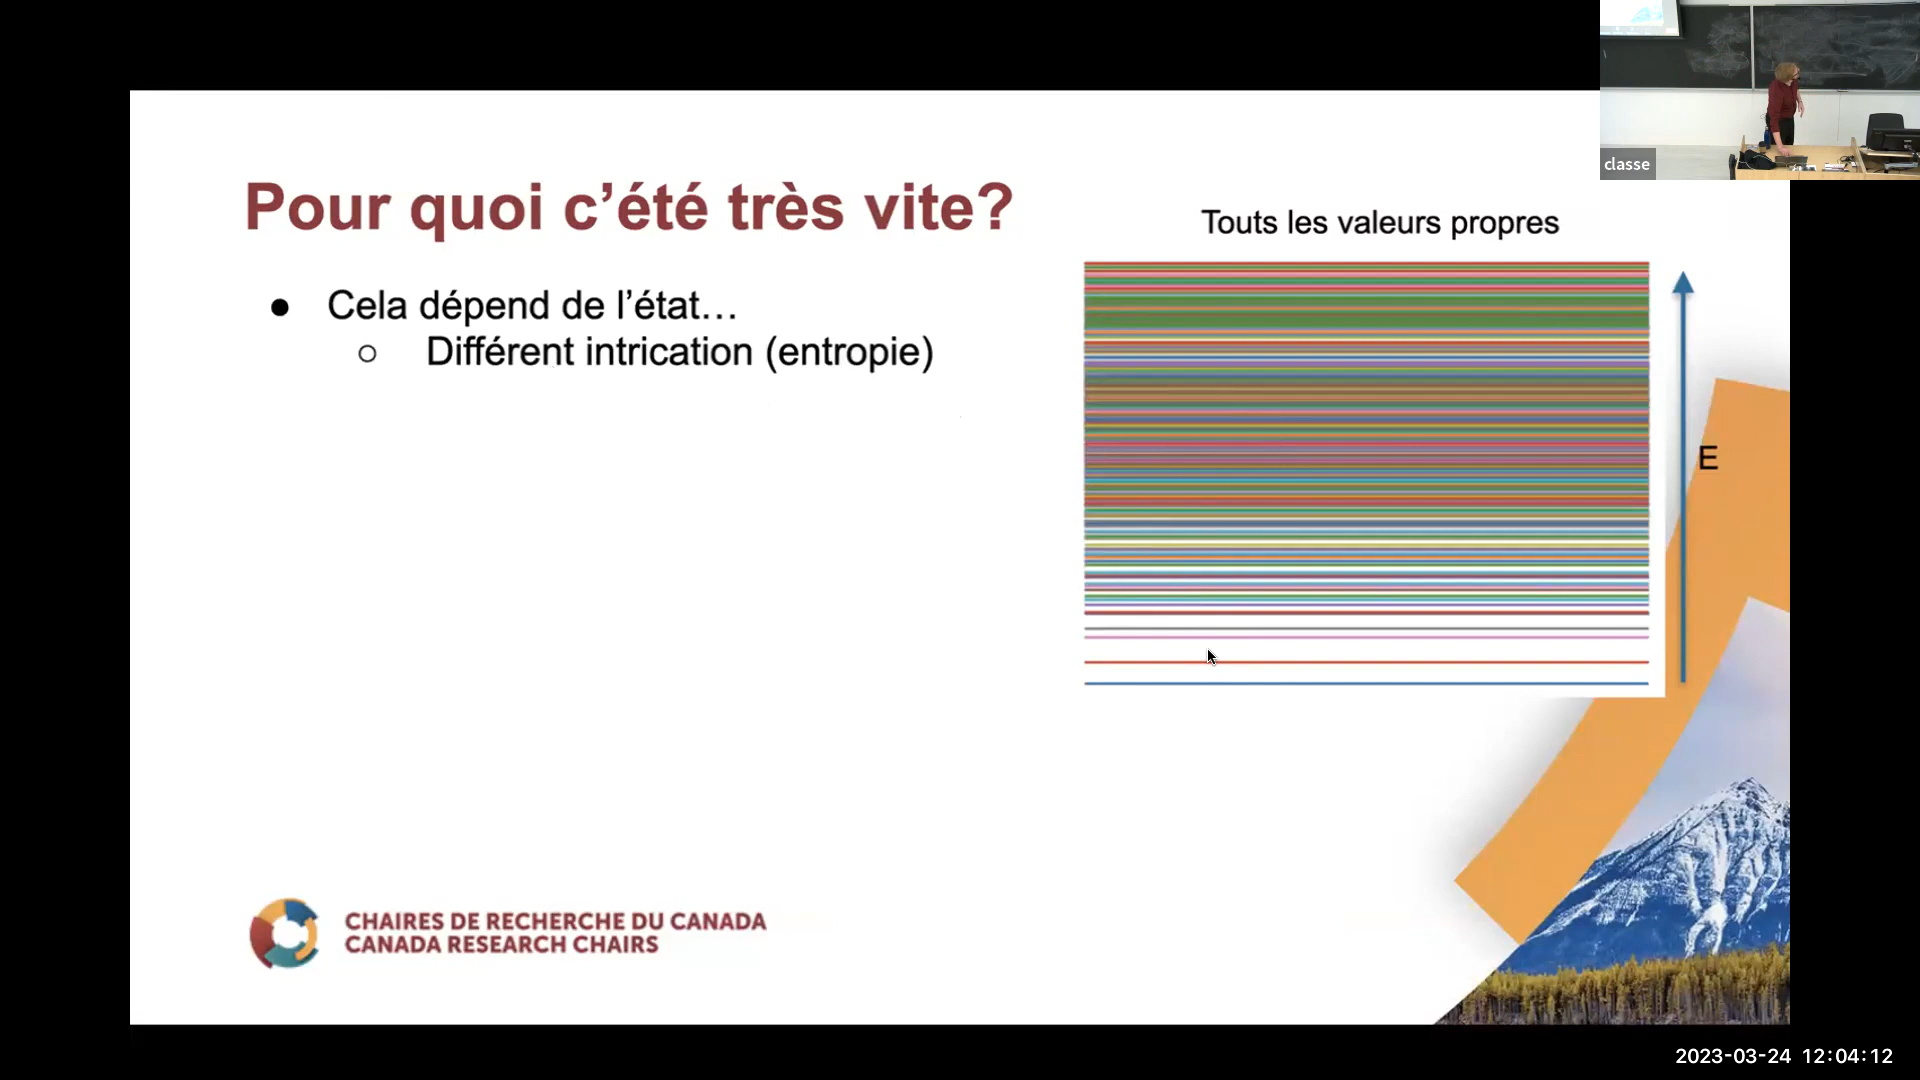 classe
Pour quoi c’été très vite?
Touts les valeurs propres
● Cela dépend de l’état…
○ Différent intrication (entropie)
E
CHAIRES DE RECHERCHE DU CANADA
CANADA RESEARCH CHAIRS
2023-03-24 12:04:12